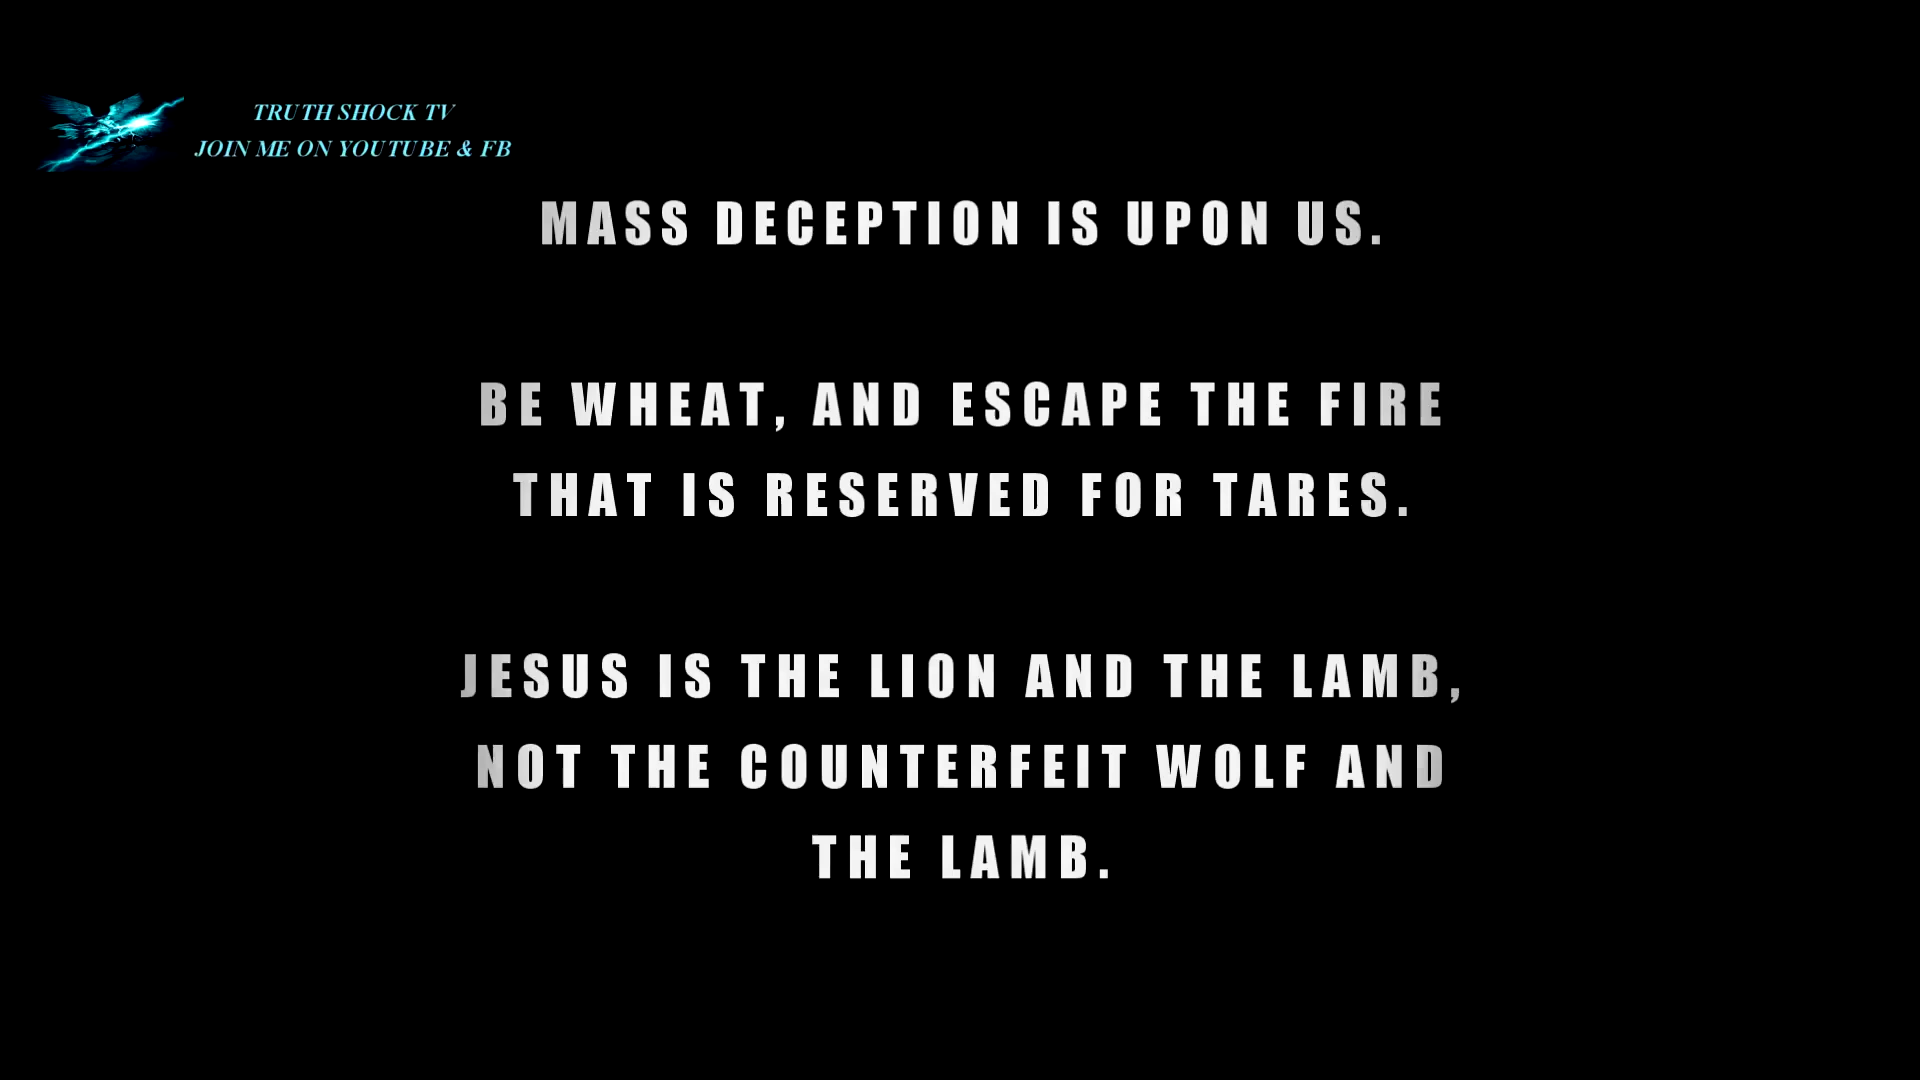 TRUTH SHOCK TV
JOIN ME ON YOUTUBE & FB
MASS DECEPTION IS UPON US.
BE WHEAT, AND ESCAPE THE FIRE
THAT IS RESERVED FOR TARES.
JESUS IS THE LION AND THE LAMB,
NOT THE COUNTERFEIT WOLF AND
THE LAMB.